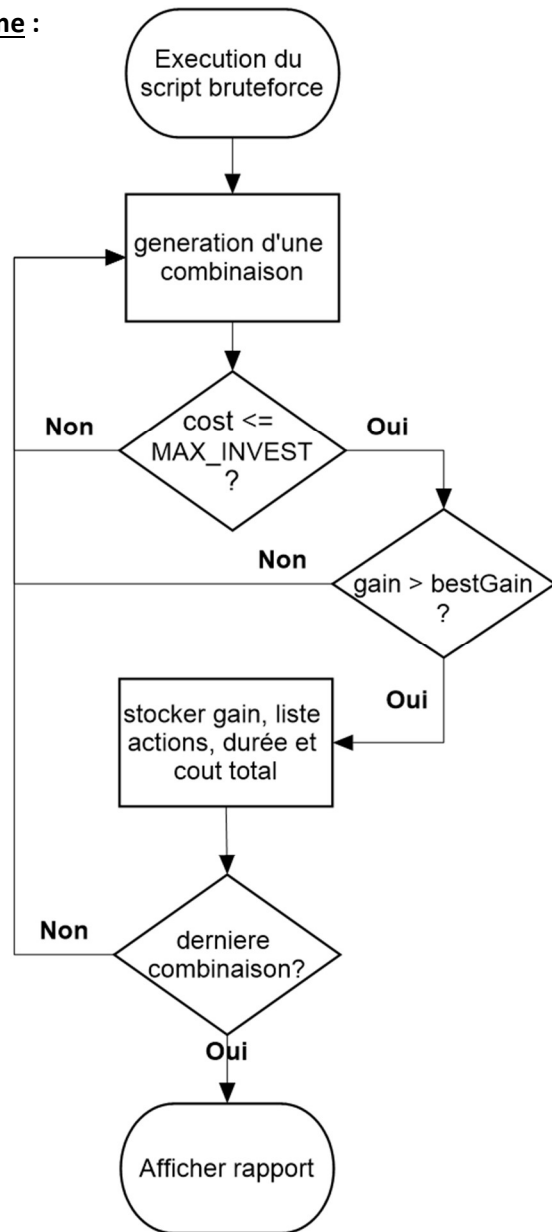 ne :
Execution du
script bruteforce
generation d'une
combinaison
Non
cost <=
MAX_INVEST
?
Oui
Non
gain > bestGain
?
Oui
stocker gain, liste
actions, durée et
cout total
Non
derniere
combinaison?
Oui
Afficher rapport